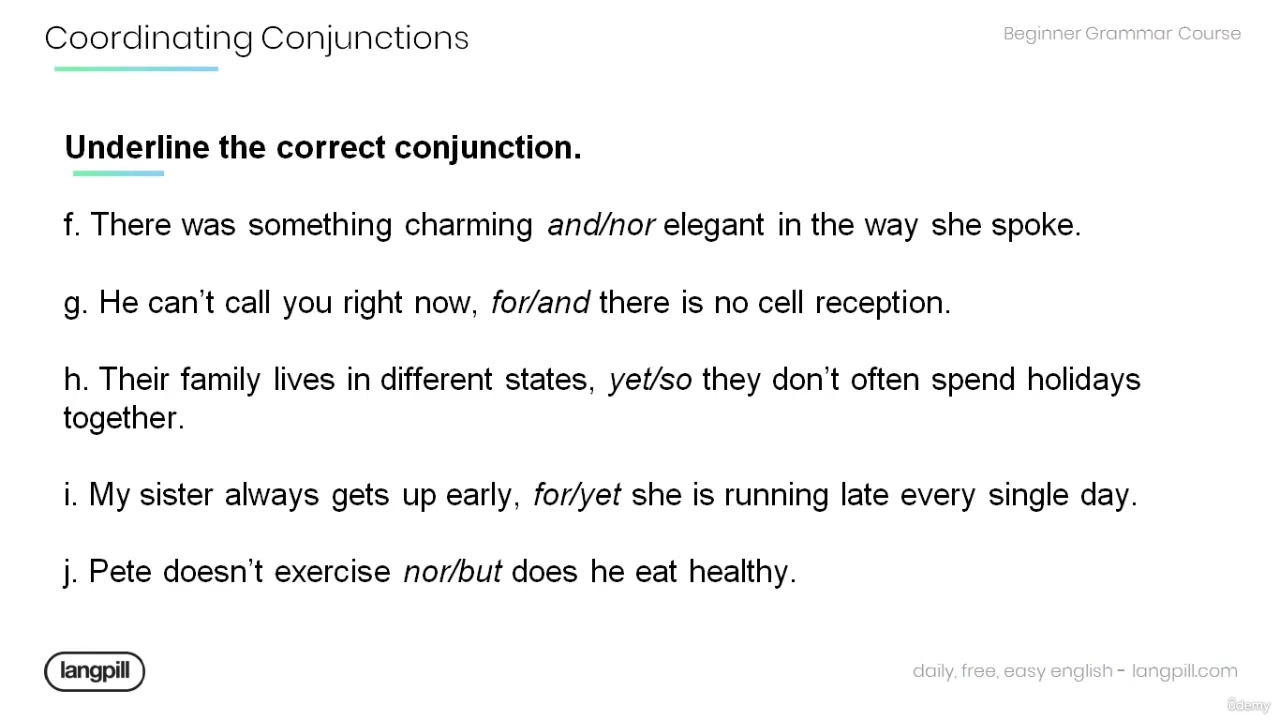 Coordinating Conjunctions
Beginner Grammar Course
Underline the correct conjunction.
f. There was something charming and/nor elegant in the way she spoke.
g. He can’t call you right now, for/and there is no cell reception.
h. Their family lives in different states, yet/so they don’t often spend holidays
together.
i. My sister always gets up early, for/yet she is running late every single day.
j. Pete doesn’t exercise nor/but does he eat healthy.
langpill
daily, free, easy english - langpill.com
ûdemy